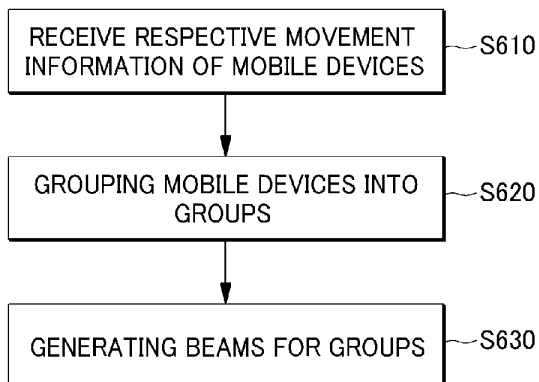 RECEIVE RESPECTIVE MOVEMENT
INFORMATION OF MOBILE DEVICES
S610
GROUPING MOBILE DEVICES INTO
GROUPS
S620
GENERATING BEAMS FOR GROUPS
S630